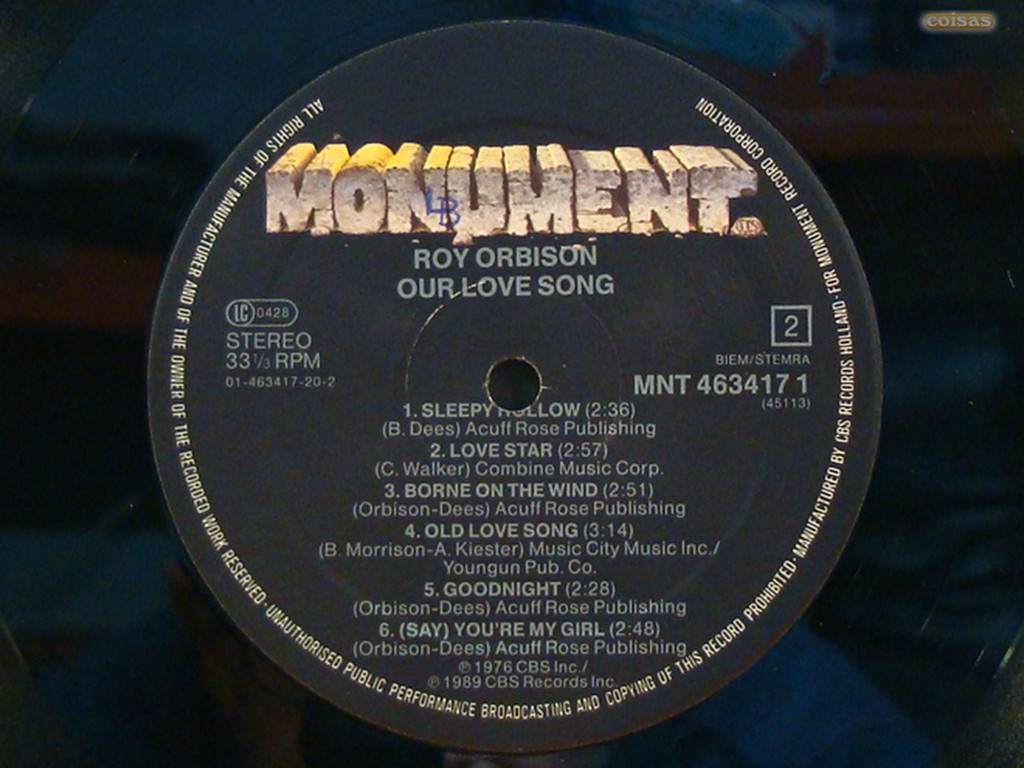 coisas
ALL RIGHTS OF THE MANUFACTURER AND OF THE OWNER OF THE RECORDED WORK RESERVED · UNAUTHORISED PUBLIC PERFORMANCE BROADCASTING AND COPYING OF THIS RECORD PROHIBITED · MANUFACTURED BY CBS RECORDS HOLLAND · FOR MONUMENT RECORD CORPORATION
MONUMENT
LB
ROY ORBISON
OUR LOVE SONG
LC 0428
STEREO
33 1/3 RPM
01-463417-20-2
2
BIEM/STEMRA
MNT 463417 1
(45113)
1. SLEEPY HOLLOW (2:36)
(B. Dees) Acuff Rose Publishing
2. LOVE STAR (2:57)
(C. Walker) Combine Music Corp.
3. BORNE ON THE WIND (2:51)
(Orbison-Dees) Acuff Rose Publishing
4. OLD LOVE SONG (3:14)
(B. Morrison-A. Kiester) Music City Music Inc./
Youngun Pub. Co.
5. GOODNIGHT (2:28)
(Orbison-Dees) Acuff Rose Publishing
6. (SAY) YOU'RE MY GIRL (2:48)
(Orbison-Dees) Acuff Rose Publishing
℗ 1976 CBS Inc./
℗ 1989 CBS Records Inc.